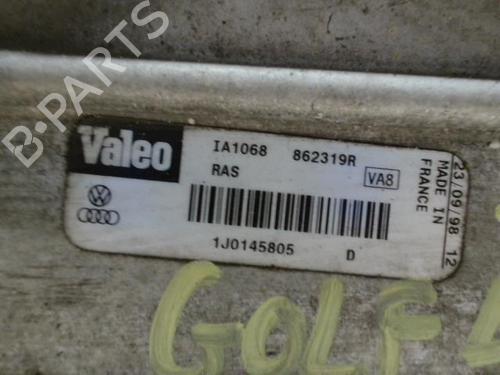 B-PARTS
Valeo
IA1068 862319R
RAS VA8
1J0145805 D
23/09/98 12
MADE IN
FRANCE
GOLF